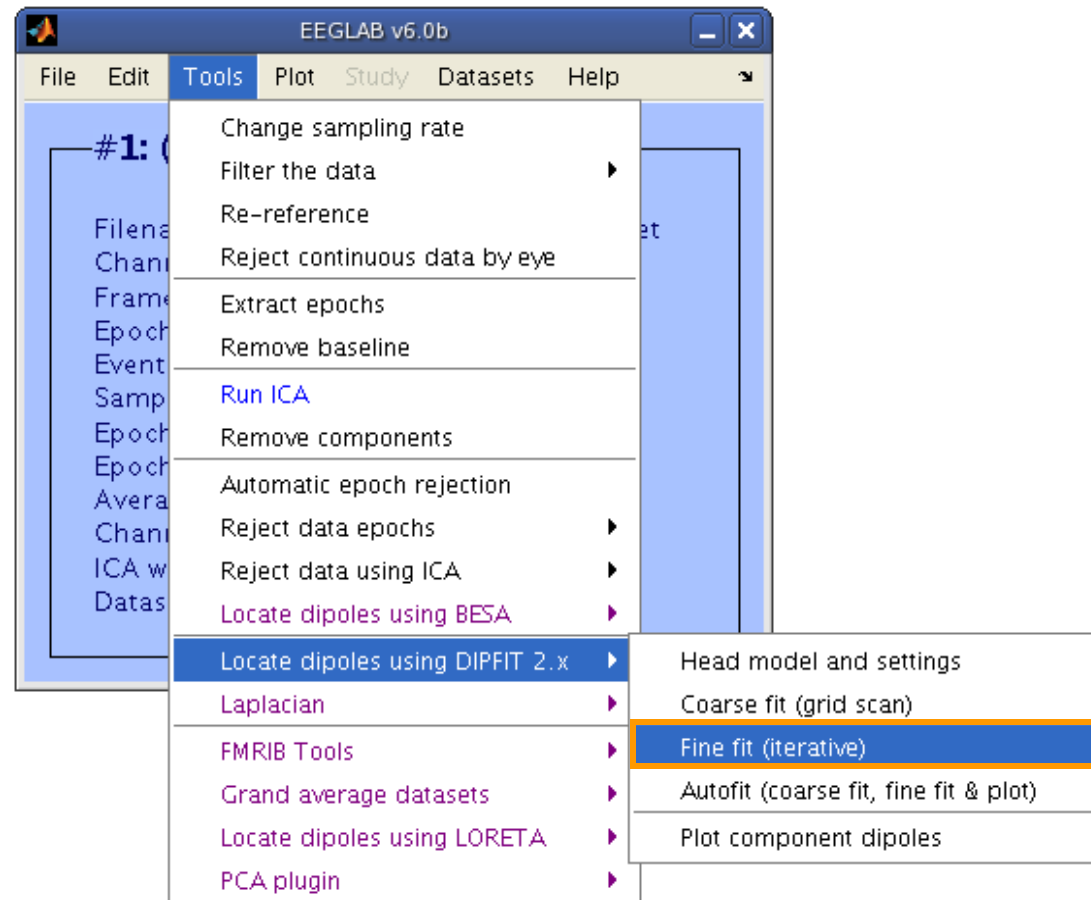 EEGLAB v6.0b
File Edit Tools Plot Study Datasets Help
#1: (
Change sampling rate
Filter the data
Re-reference
Reject continuous data by eye
Extract epochs
Remove baseline
Run ICA
Remove components
Automatic epoch rejection
Reject data epochs
Reject data using ICA
Locate dipoles using BESA
Locate dipoles using DIPFIT 2.x
Laplacian
FMRIB Tools
Grand average datasets
Locate dipoles using LORETA
PCA plugin
Head model and settings
Coarse fit (grid scan)
Fine fit (iterative)
Autofit (coarse fit, fine fit & plot)
Plot component dipoles
Filena
Chann
Frame
Epoch
Event
Samp
Epoch
Epoch
Avera
Chann
ICA w
Datas
et